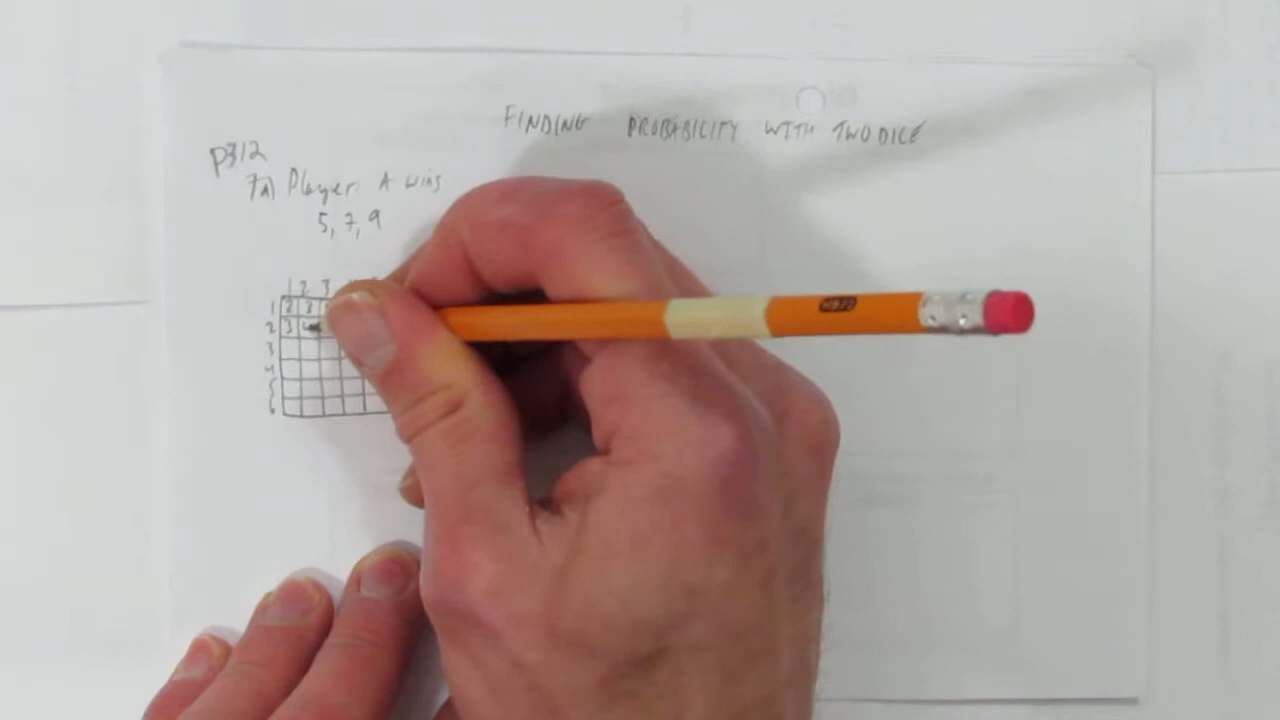 FINDING PROBABILITY WITH TWO DICE
p312
7a) Player A wins
5, 7, 9
1 2 3
1 2 3
2 3 4
3
4
5
6